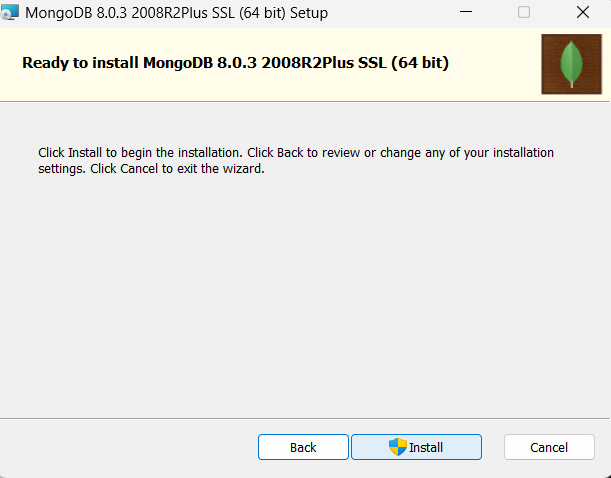 MongoDB 8.0.3 2008R2Plus SSL (64 bit) Setup
Ready to install MongoDB 8.0.3 2008R2Plus SSL (64 bit)
Click Install to begin the installation. Click Back to review or change any of your installation
settings. Click Cancel to exit the wizard.
Back
Install
Cancel